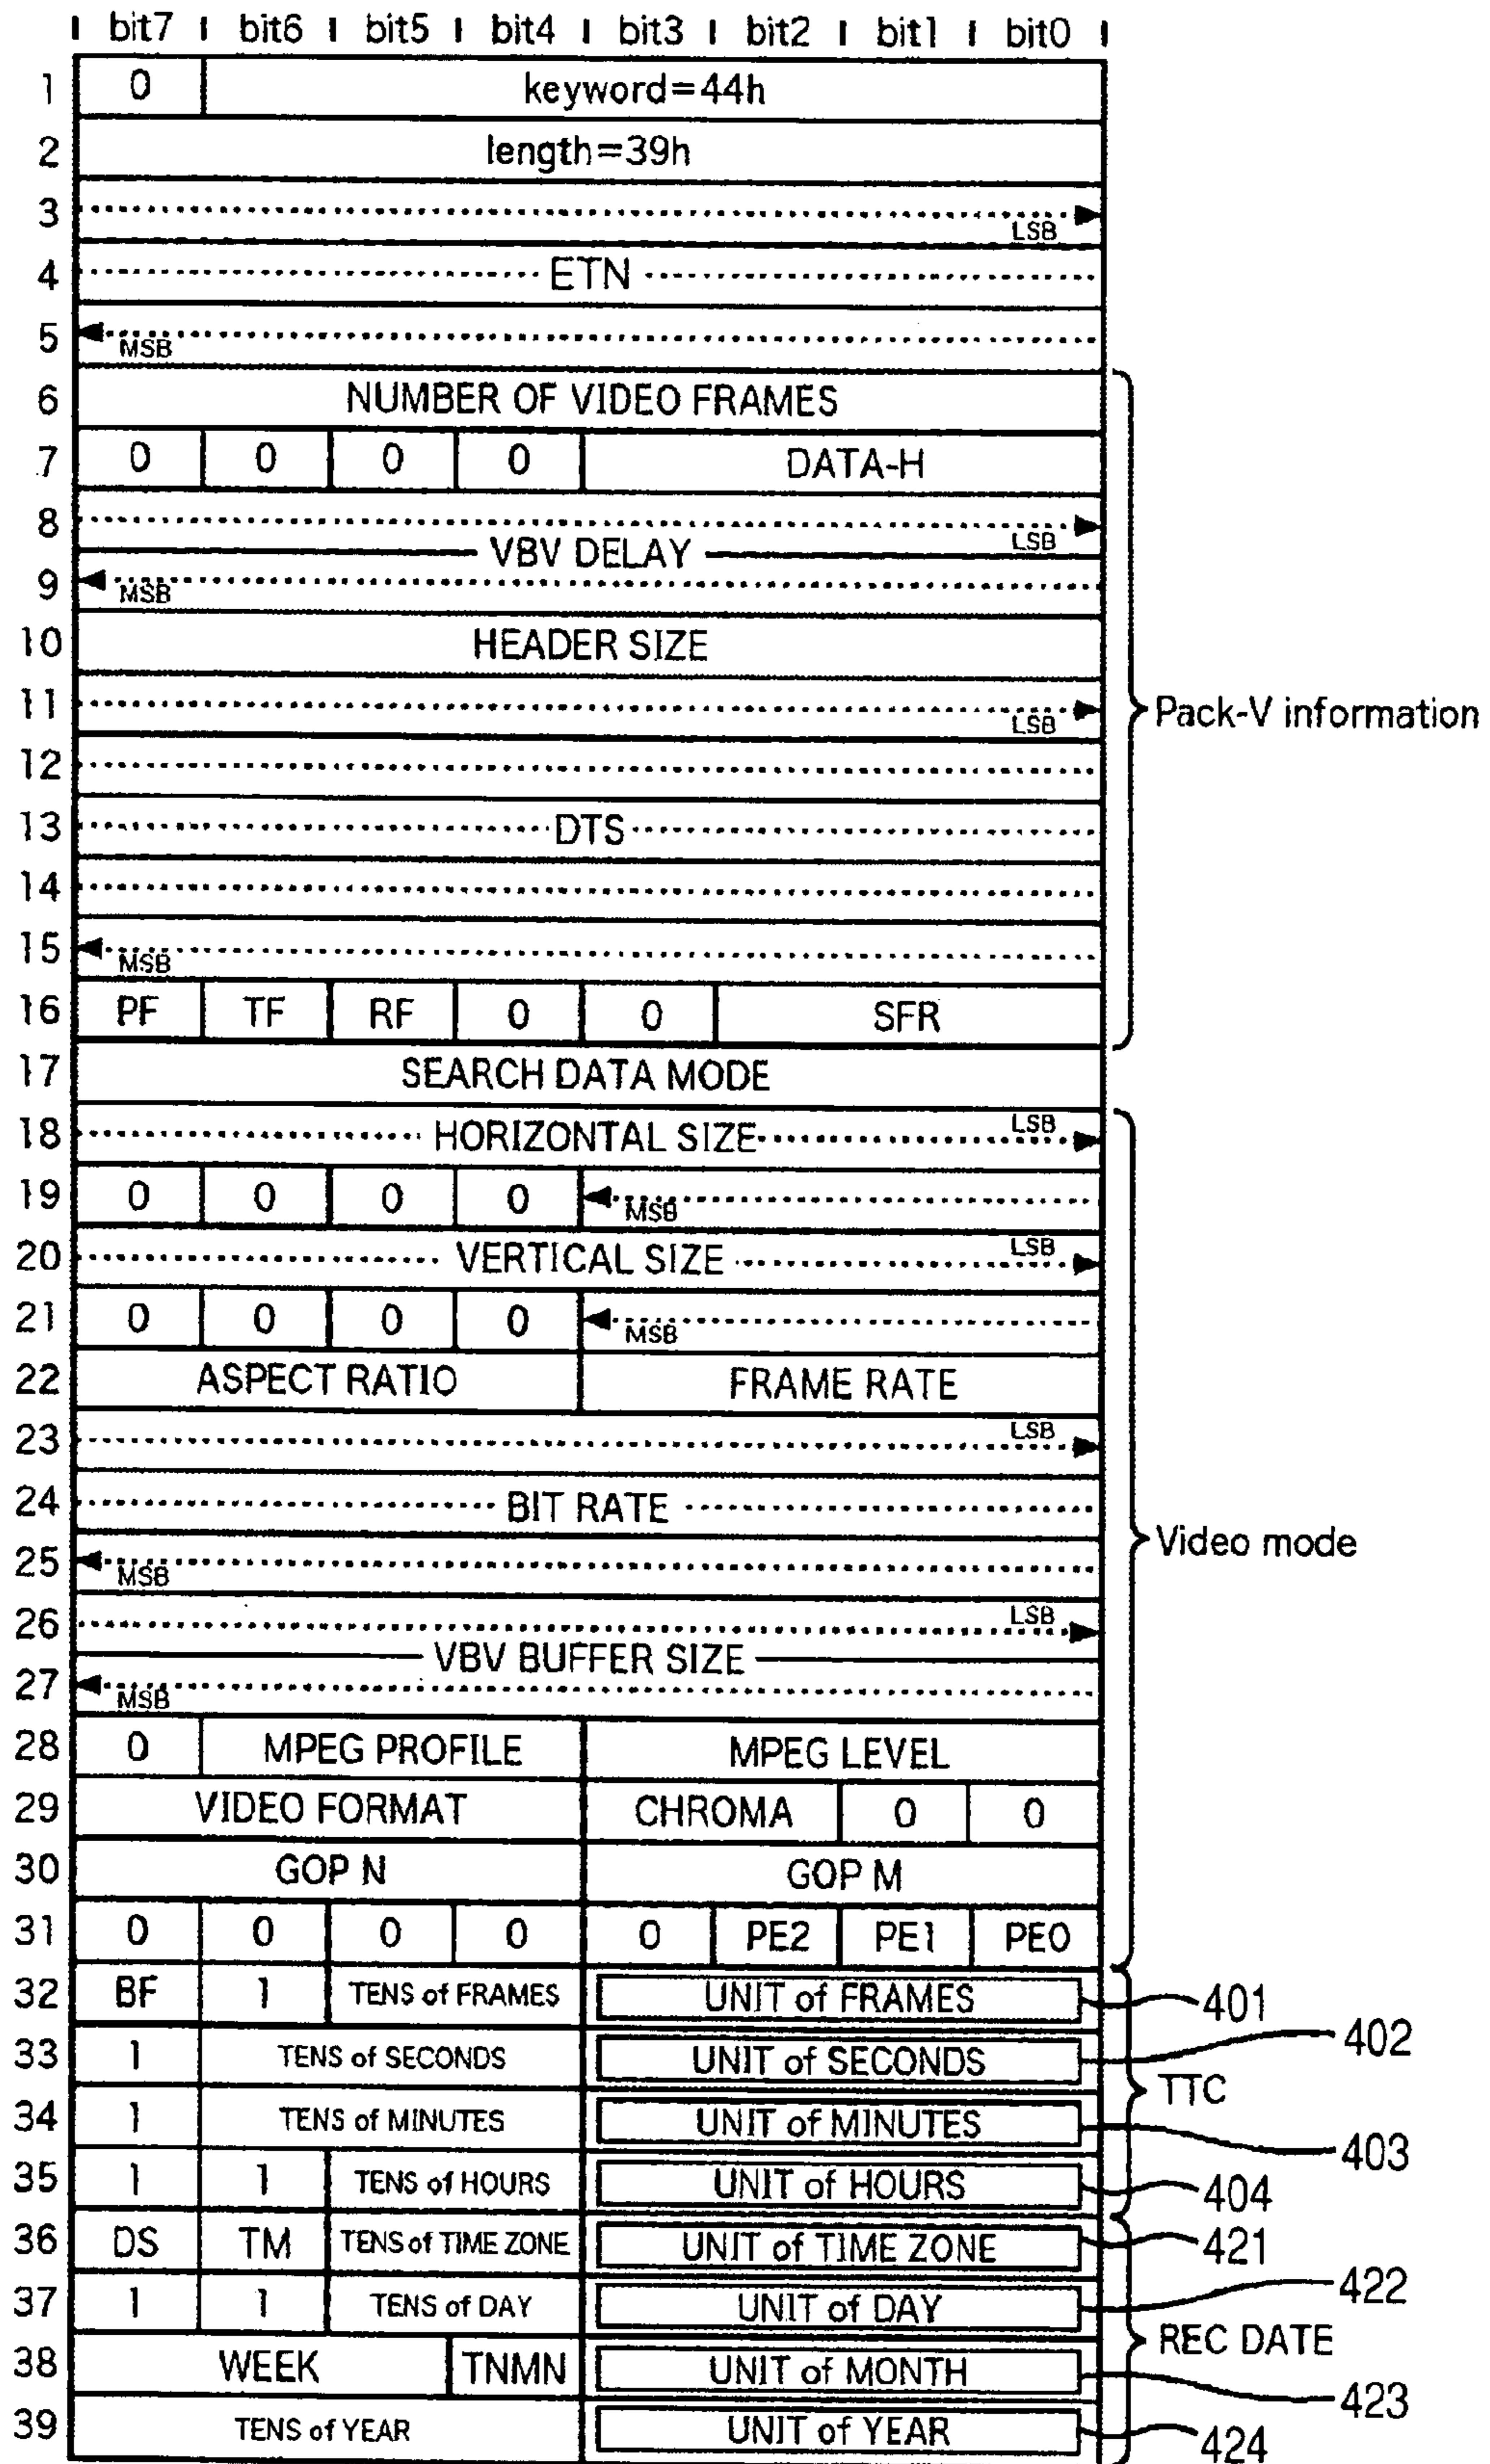 bit7 bit6 bit5 bit4 bit3 bit2 bit1 bit0
1 0 keyword=44h
2 length=39h
3 LSB
4 ETN
5 MSB
6 NUMBER OF VIDEO FRAMES
7 0 0 0 0 DATA-H
8 LSB
VBV DELAY
9 MSB
10 HEADER SIZE
11 LSB
Pack-V information
12
13 DTS
14
15 MSB
16 PF TF RF 0 0 SFR
17 SEARCH DATA MODE
18 HORIZONTAL SIZE LSB
19 0 0 0 0 MSB
20 VERTICAL SIZE LSB
21 0 0 0 0 MSB
22 ASPECT RATIO FRAME RATE
23 LSB
24 BIT RATE
Video mode
25 MSB
26 LSB
VBV BUFFER SIZE
27 MSB
28 0 MPEG PROFILE MPEG LEVEL
29 VIDEO FORMAT CHROMA 0 0
30 GOP N GOP M
31 0 0 0 0 0 PE2 PE1 PE0
32 BF 1 TENS of FRAMES UNIT of FRAMES 401
33 1 TENS of SECONDS UNIT of SECONDS 402
TTC
34 1 TENS of MINUTES UNIT of MINUTES 403
35 1 1 TENS of HOURS UNIT of HOURS 404
36 DS TM TENS of TIME ZONE UNIT of TIME ZONE 421
37 1 1 TENS of DAY UNIT of DAY 422
REC DATE
38 WEEK TNMN UNIT of MONTH 423
39 TENS of YEAR UNIT of YEAR 424